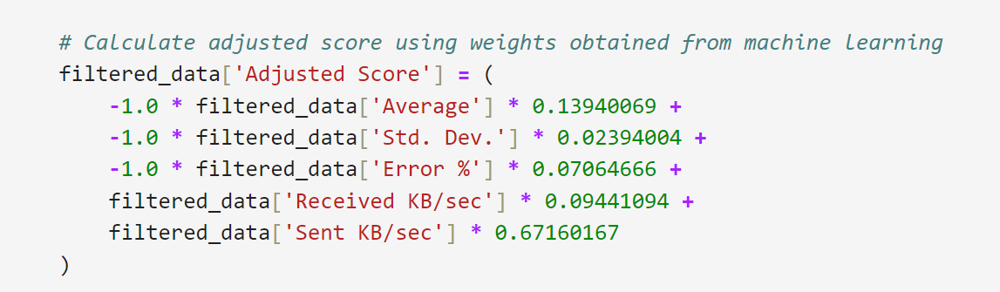 # Calculate adjusted score using weights obtained from machine learning
filtered_data['Adjusted Score'] = (
    -1.0 * filtered_data['Average'] * 0.13940069 +
    -1.0 * filtered_data['Std. Dev.'] * 0.02394004 +
    -1.0 * filtered_data['Error %'] * 0.07064666 +
    filtered_data['Received KB/sec'] * 0.09441094 +
    filtered_data['Sent KB/sec'] * 0.67160167
)